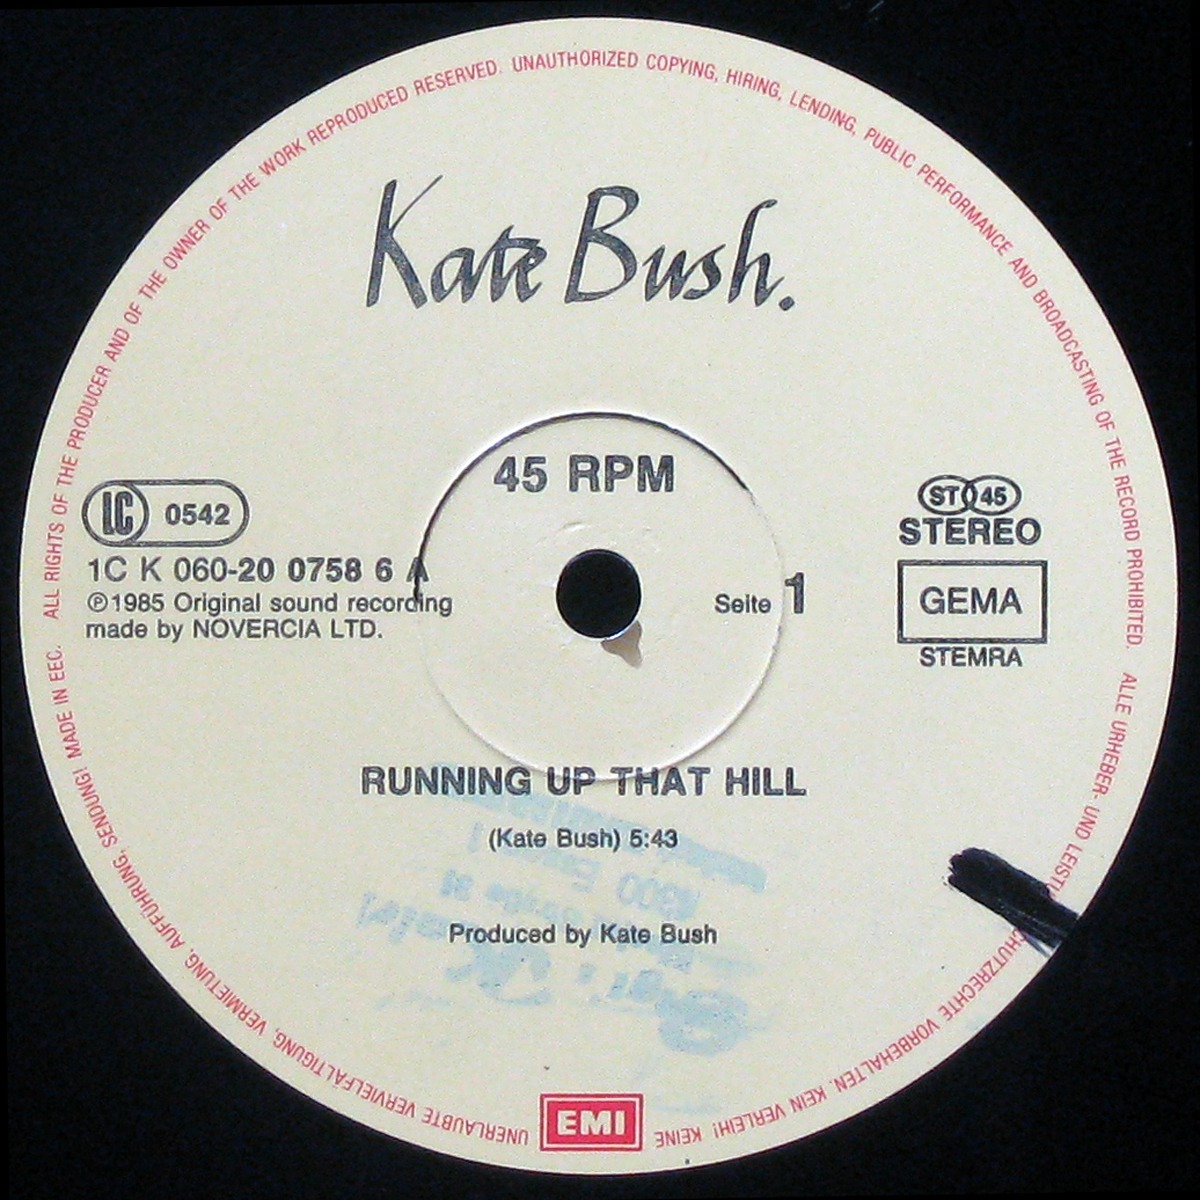 ALL RIGHTS OF THE PRODUCER AND OF THE OWNER OF THE WORK REPRODUCED RESERVED. UNAUTHORIZED COPYING, HIRING, LENDING, PUBLIC PERFORMANCE AND BROADCASTING OF THE RECORD PROHIBITED.
Kate Bush.
45 RPM
LC 0542
1C K 060-20 0758 6 A
℗1985 Original sound recording
made by NOVERCIA LTD.
Seite 1
ST 45
STEREO
GEMA
STEMRA
RUNNING UP THAT HILL
(Kate Bush) 5:43
Produced by Kate Bush
ALLE URHEBER- UND SCHUTZRECHTE VORBEHALTEN. KEIN VERLEIH! KEINE UNERLAUBTE VERVIELFÄLTIGUNG, VERMIETUNG, AUFFÜHRUNG, SENDUNG! MADE IN EEC.
EMI